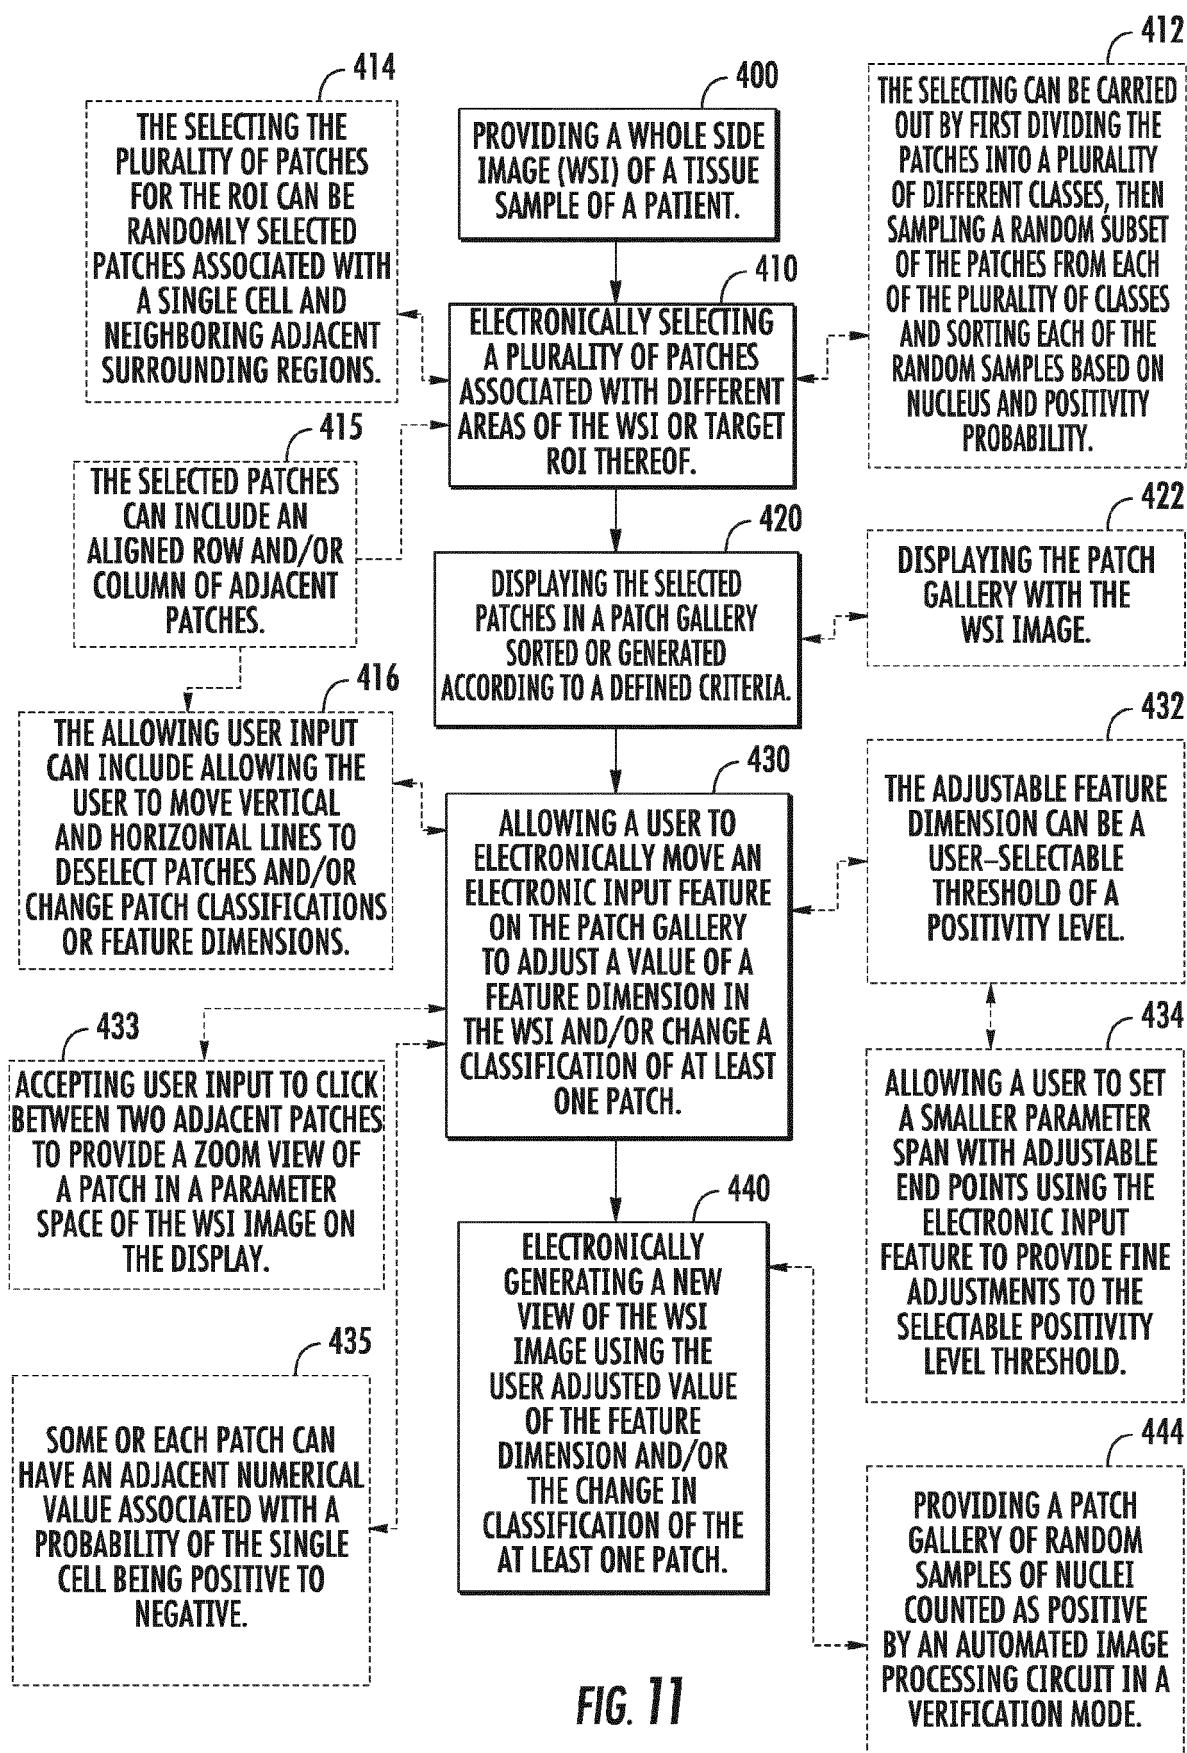 400
PROVIDING A WHOLE SIDE
IMAGE (WSI) OF A TISSUE
SAMPLE OF A PATIENT.
410
ELECTRONICALLY SELECTING
A PLURALITY OF PATCHES
ASSOCIATED WITH DIFFERENT
AREAS OF THE WSI OR TARGET
ROI THEREOF.
412
THE SELECTING CAN BE CARRIED
OUT BY FIRST DIVIDING THE
PATCHES INTO A PLURALITY
OF DIFFERENT CLASSES, THEN
SAMPLING A RANDOM SUBSET
OF THE PATCHES FROM EACH
OF THE PLURALITY OF CLASSES
AND SORTING EACH OF THE
RANDOM SAMPLES BASED ON
NUCLEUS AND POSITIVITY
PROBABILITY.
414
THE SELECTING THE
PLURALITY OF PATCHES
FOR THE ROI CAN BE
RANDOMLY SELECTED
PATCHES ASSOCIATED WITH
A SINGLE CELL AND
NEIGHBORING ADJACENT
SURROUNDING REGIONS.
415
THE SELECTED PATCHES
CAN INCLUDE AN
ALIGNED ROW AND/OR
COLUMN OF ADJACENT
PATCHES.
416
THE ALLOWING USER INPUT
CAN INCLUDE ALLOWING THE
USER TO MOVE VERTICAL
AND HORIZONTAL LINES TO
DESELECT PATCHES AND/OR
CHANGE PATCH CLASSIFICATIONS
OR FEATURE DIMENSIONS.
420
DISPLAYING THE SELECTED
PATCHES IN A PATCH GALLERY
SORTED OR GENERATED
ACCORDING TO A DEFINED CRITERIA.
422
DISPLAYING THE PATCH
GALLERY WITH THE
WSI IMAGE.
430
ALLOWING A USER TO
ELECTRONICALLY MOVE AN
ELECTRONIC INPUT FEATURE
ON THE PATCH GALLERY
TO ADJUST A VALUE OF A
FEATURE DIMENSION IN
THE WSI AND/OR CHANGE A
CLASSIFICATION OF AT LEAST
ONE PATCH.
432
THE ADJUSTABLE FEATURE
DIMENSION CAN BE A
USER–SELECTABLE
THRESHOLD OF A
POSITIVITY LEVEL.
433
ACCEPTING USER INPUT TO CLICK
BETWEEN TWO ADJACENT PATCHES
TO PROVIDE A ZOOM VIEW OF
A PATCH IN A PARAMETER
SPACE OF THE WSI IMAGE ON
THE DISPLAY.
434
ALLOWING A USER TO SET
A SMALLER PARAMETER
SPAN WITH ADJUSTABLE
END POINTS USING THE
ELECTRONIC INPUT
FEATURE TO PROVIDE FINE
ADJUSTMENTS TO THE
SELECTABLE POSITIVITY
LEVEL THRESHOLD.
435
SOME OR EACH PATCH CAN
HAVE AN ADJACENT NUMERICAL
VALUE ASSOCIATED WITH A
PROBABILITY OF THE SINGLE
CELL BEING POSITIVE TO
NEGATIVE.
440
ELECTRONICALLY
GENERATING A NEW
VIEW OF THE WSI
IMAGE USING THE
USER ADJUSTED VALUE
OF THE FEATURE
DIMENSION AND/OR
THE CHANGE IN
CLASSIFICATION OF THE
AT LEAST ONE PATCH.
444
PROVIDING A PATCH
GALLERY OF RANDOM
SAMPLES OF NUCLEI
COUNTED AS POSITIVE
BY AN AUTOMATED IMAGE
PROCESSING CIRCUIT IN A
VERIFICATION MODE.
FIG. 11